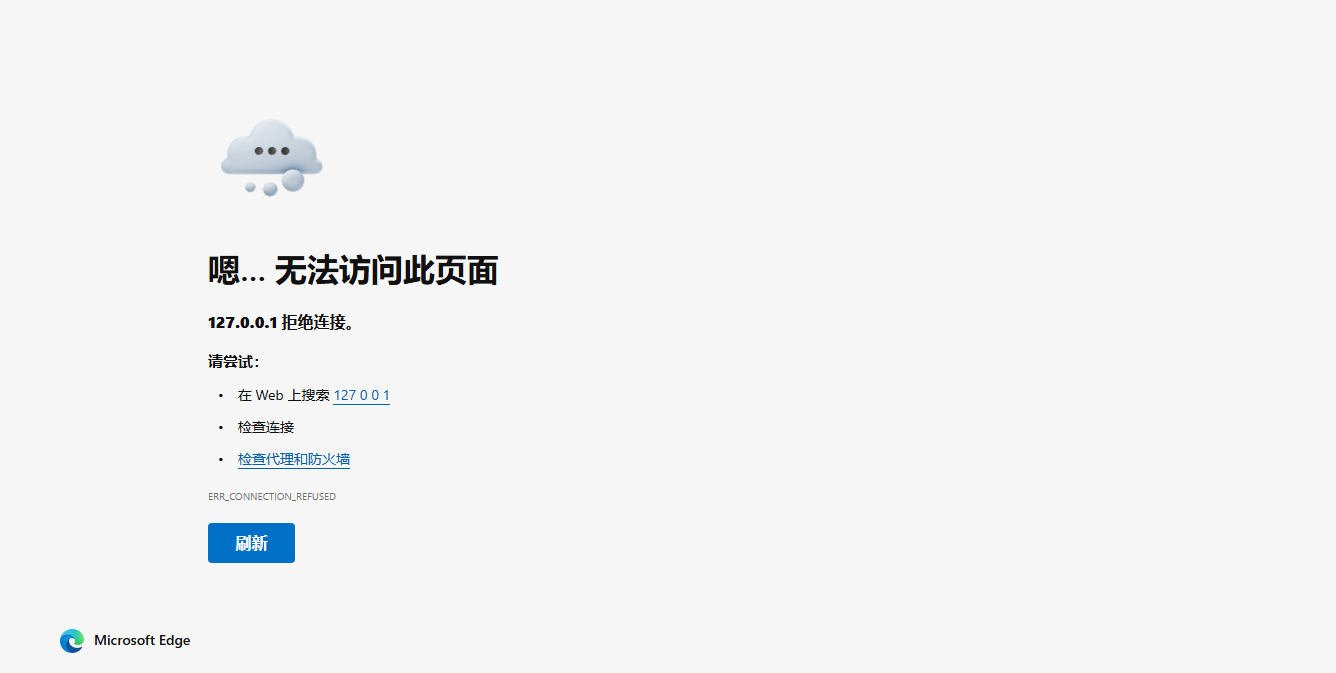 嗯… 无法访问此页面
127.0.0.1 拒绝连接。
请尝试：
• 在 Web 上搜索 127 0 0 1
• 检查连接
• 检查代理和防火墙
ERR_CONNECTION_REFUSED
刷新
Microsoft Edge